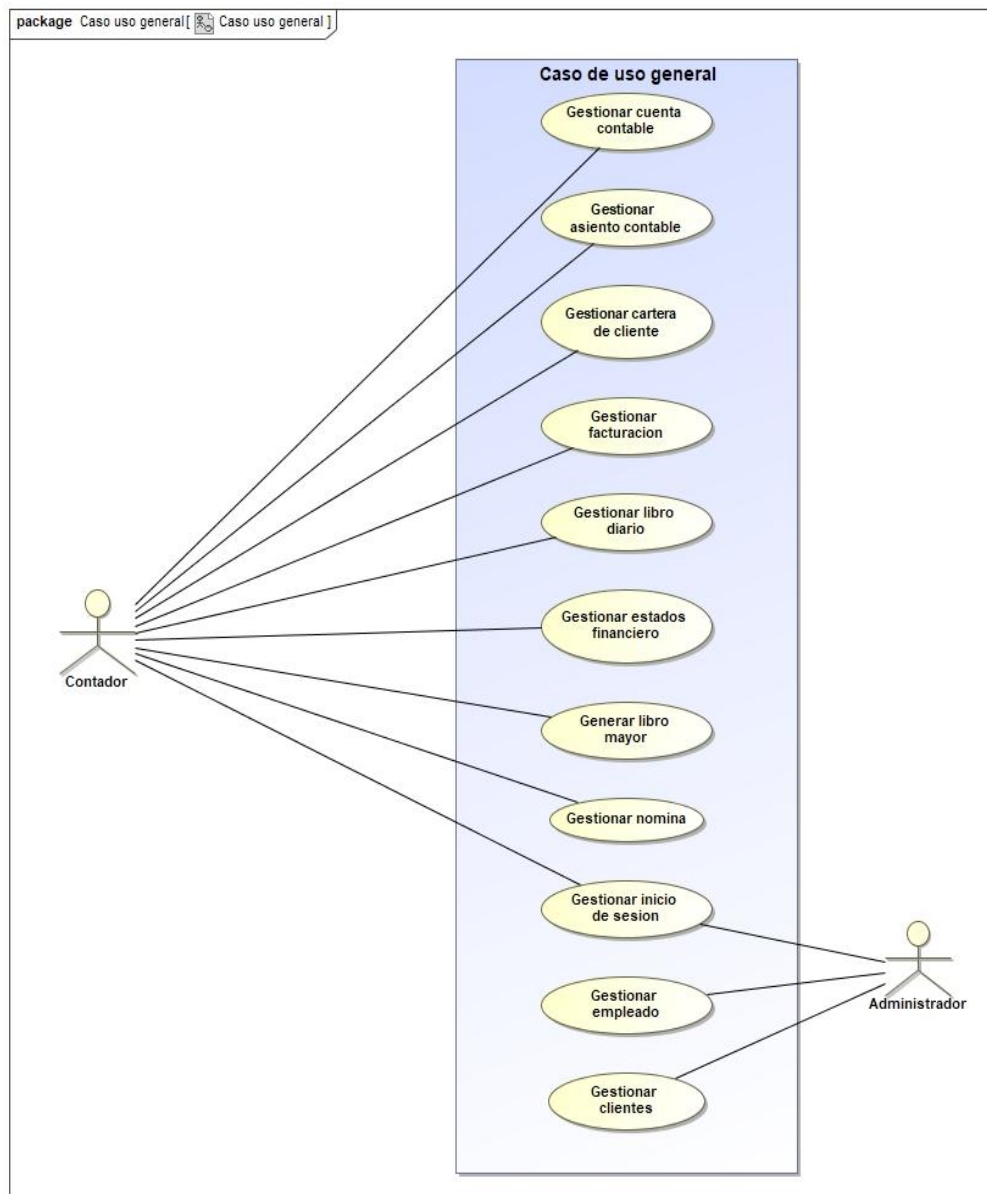 package Caso uso general[ Caso uso general ]
Caso de uso general
Gestionar cuenta
contable
Gestionar
asiento contable
Gestionar cartera
de cliente
Gestionar
facturacion
Gestionar libro
diario
Gestionar estados
financiero
Generar libro
mayor
Gestionar nomina
Gestionar inicio
de sesion
Gestionar
empleado
Gestionar
clientes
Contador
Administrador